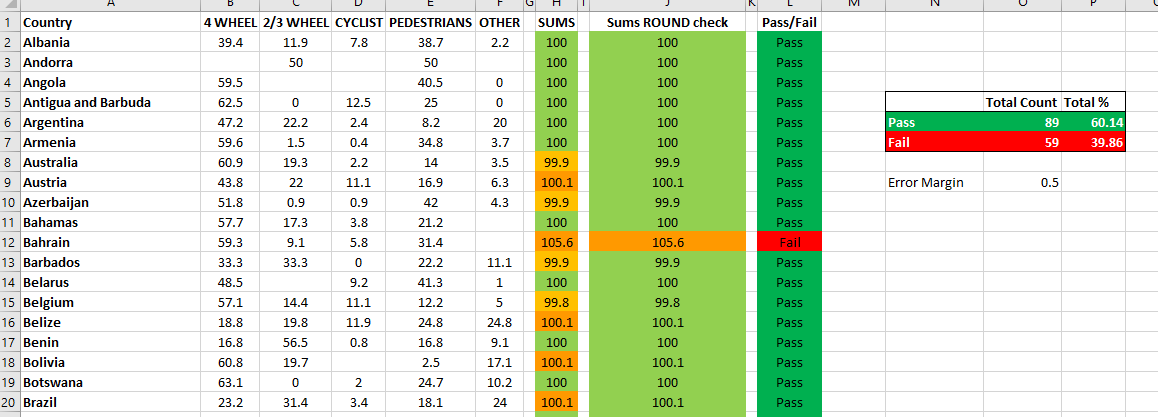 A B C D E F G H I J K L M N O P
1 Country 4 WHEEL 2/3 WHEEL CYCLIST PEDESTRIANS OTHER SUMS Sums ROUND check Pass/Fail
2 Albania 39.4 11.9 7.8 38.7 2.2 100 100 Pass
3 Andorra 50 50 100 100 Pass
4 Angola 59.5 40.5 0 100 100 Pass
5 Antigua and Barbuda 62.5 0 12.5 25 0 100 100 Pass Total Count Total %
6 Argentina 47.2 22.2 2.4 8.2 20 100 100 Pass Pass 89 60.14
7 Armenia 59.6 1.5 0.4 34.8 3.7 100 100 Pass Fail 59 39.86
8 Australia 60.9 19.3 2.2 14 3.5 99.9 99.9 Pass
9 Austria 43.8 22 11.1 16.9 6.3 100.1 100.1 Pass Error Margin 0.5
10 Azerbaijan 51.8 0.9 0.9 42 4.3 99.9 99.9 Pass
11 Bahamas 57.7 17.3 3.8 21.2 100 100 Pass
12 Bahrain 59.3 9.1 5.8 31.4 105.6 105.6 Fail
13 Barbados 33.3 33.3 0 22.2 11.1 99.9 99.9 Pass
14 Belarus 48.5 9.2 41.3 1 100 100 Pass
15 Belgium 57.1 14.4 11.1 12.2 5 99.8 99.8 Pass
16 Belize 18.8 19.8 11.9 24.8 24.8 100.1 100.1 Pass
17 Benin 16.8 56.5 0.8 16.8 9.1 100 100 Pass
18 Bolivia 60.8 19.7 2.5 17.1 100.1 100.1 Pass
19 Botswana 63.1 0 2 24.7 10.2 100 100 Pass
20 Brazil 23.2 31.4 3.4 18.1 24 100.1 100.1 Pass